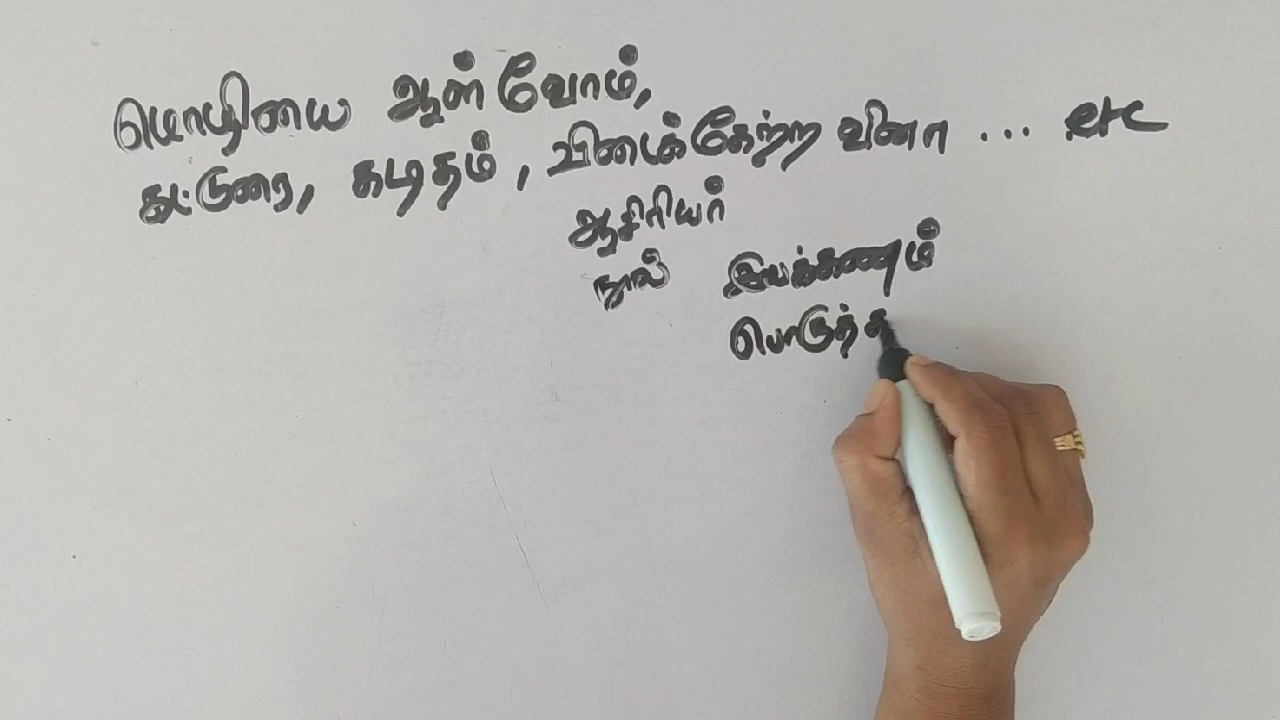 மொழியை ஆள்வோம்,
கட்டுரை, கடிதம், விடைக்கேற்ற வினா ... etc
ஆசிரியர்
நூல் இலக்கணம்
பொருத்த